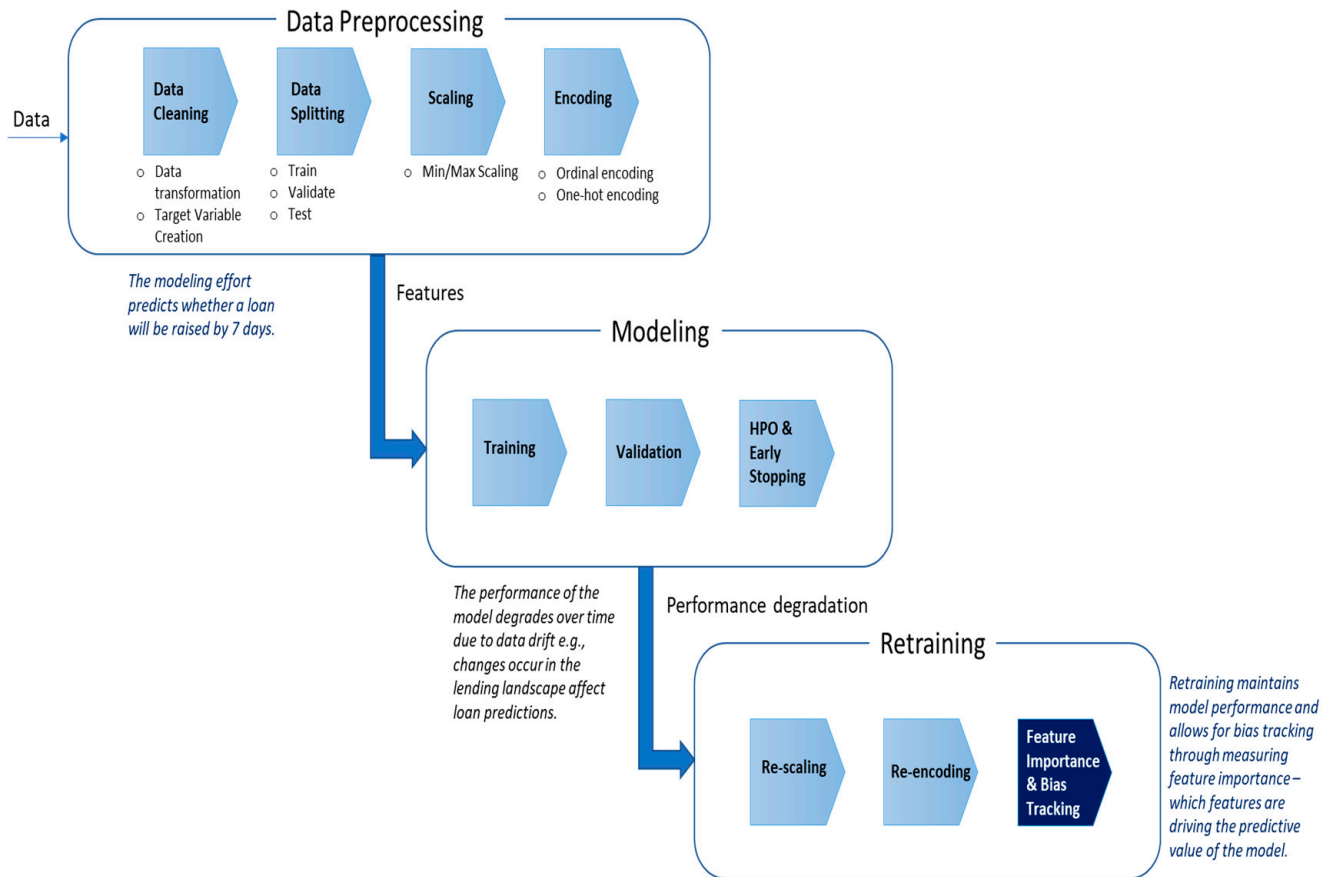 Data Preprocessing
Data
Data
Cleaning
Data
Splitting
Scaling
Encoding
o Data
transformation
o Target Variable
Creation
o Train
o Validate
o Test
o Min/Max Scaling
o Ordinal encoding
o One-hot encoding
The modeling effort
predicts whether a loan
will be raised by 7 days.
Features
Modeling
Training
Validation
HPO &
Early
Stopping
The performance of the
model degrades over time
due to data drift e.g.,
changes occur in the
lending landscape affect
loan predictions.
Performance degradation
Retraining
Re-scaling
Re-encoding
Feature
Importance
& Bias
Tracking
Retraining maintains
model performance and
allows for bias tracking
through measuring
feature importance –
which features are
driving the predictive
value of the model.